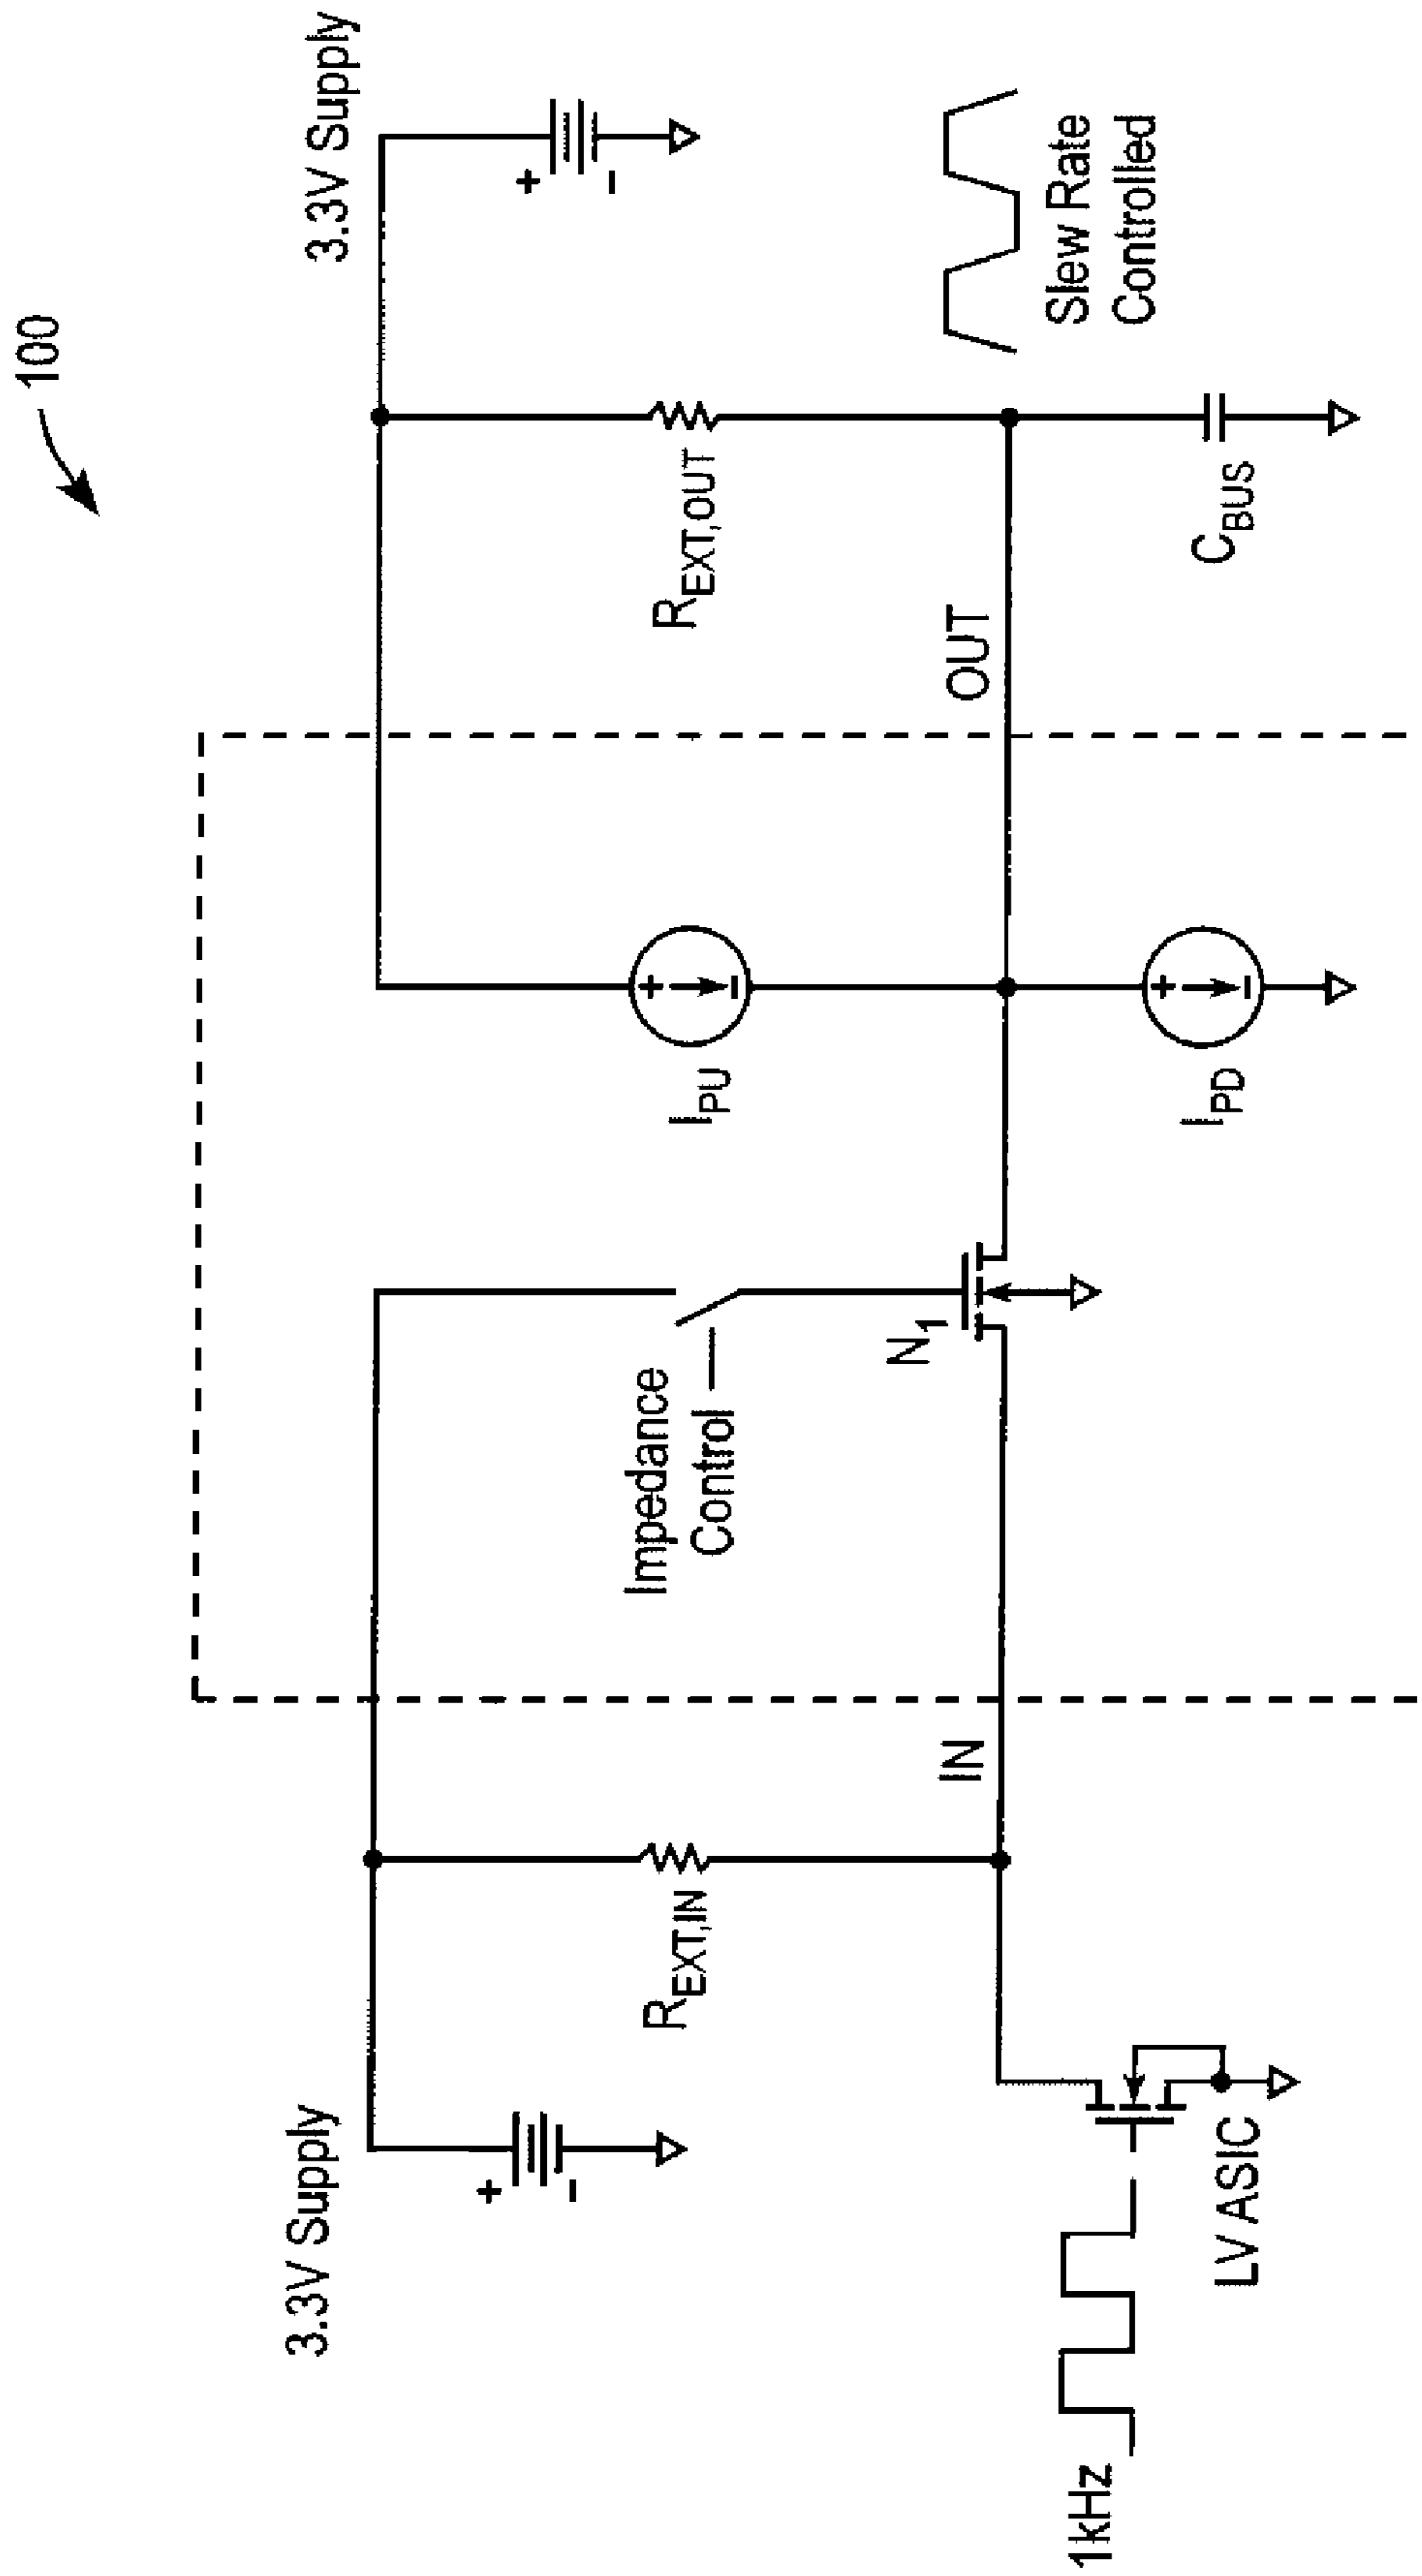 100
3.3V Supply
3.3V Supply
+
-
+
-
R_EXT,IN
Impedance
Control
I_PU
+
-
R_EXT,OUT
IN
N_1
OUT
Slew Rate
Controlled
1kHz
LV ASIC
I_PD
+
-
C_BUS